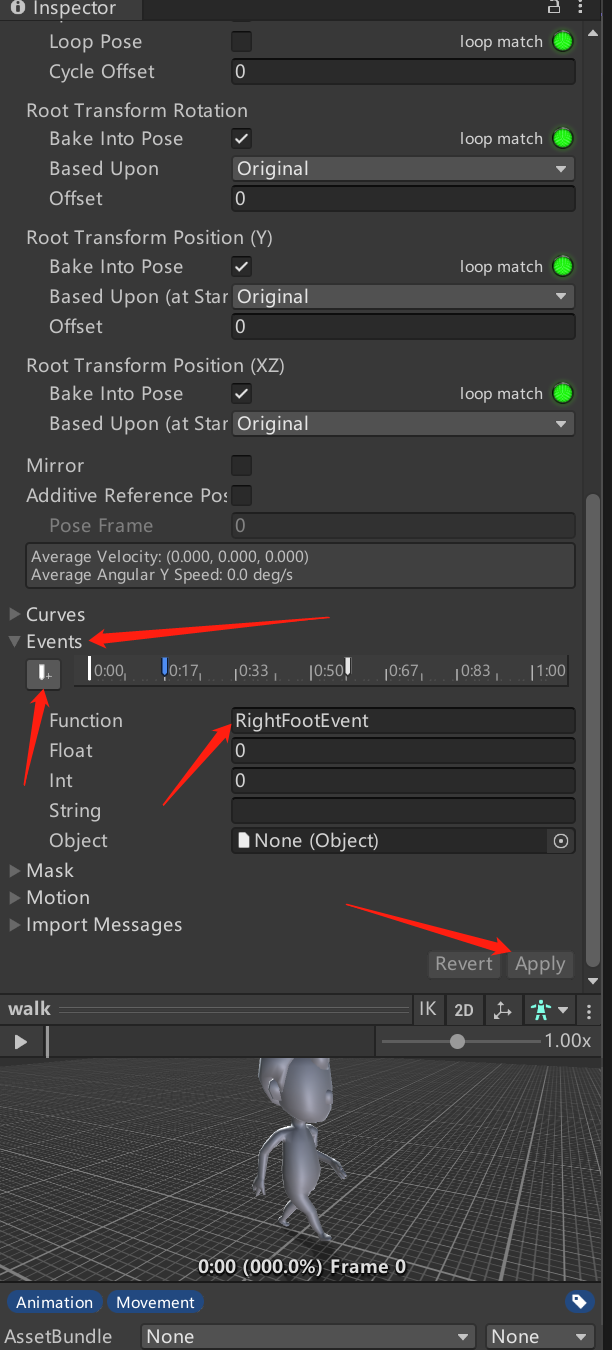 Inspector
Loop Pose loop match
Cycle Offset 0
Root Transform Rotation
Bake Into Pose loop match
Based Upon Original
Offset 0
Root Transform Position (Y)
Bake Into Pose loop match
Based Upon (at Star Original
Offset 0
Root Transform Position (XZ)
Bake Into Pose loop match
Based Upon (at Star Original
Mirror
Additive Reference Pos
Pose Frame 0
Average Velocity: (0.000, 0.000, 0.000)
Average Angular Y Speed: 0.0 deg/s
Curves
Events
0:00 0:17 0:33 0:50 0:67 0:83 1:00
Function RightFootEvent
Float 0
Int 0
String
Object None (Object)
Mask
Motion
Import Messages
Revert Apply
walk IK 2D
1.00x
0:00 (000.0%) Frame 0
Animation Movement
AssetBundle None None